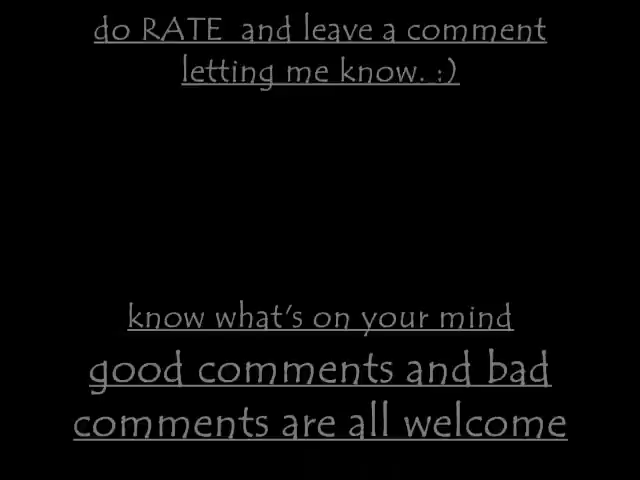 do RATE and leave a comment
letting me know. :)
know what's on your mind
good comments and bad
comments are all welcome